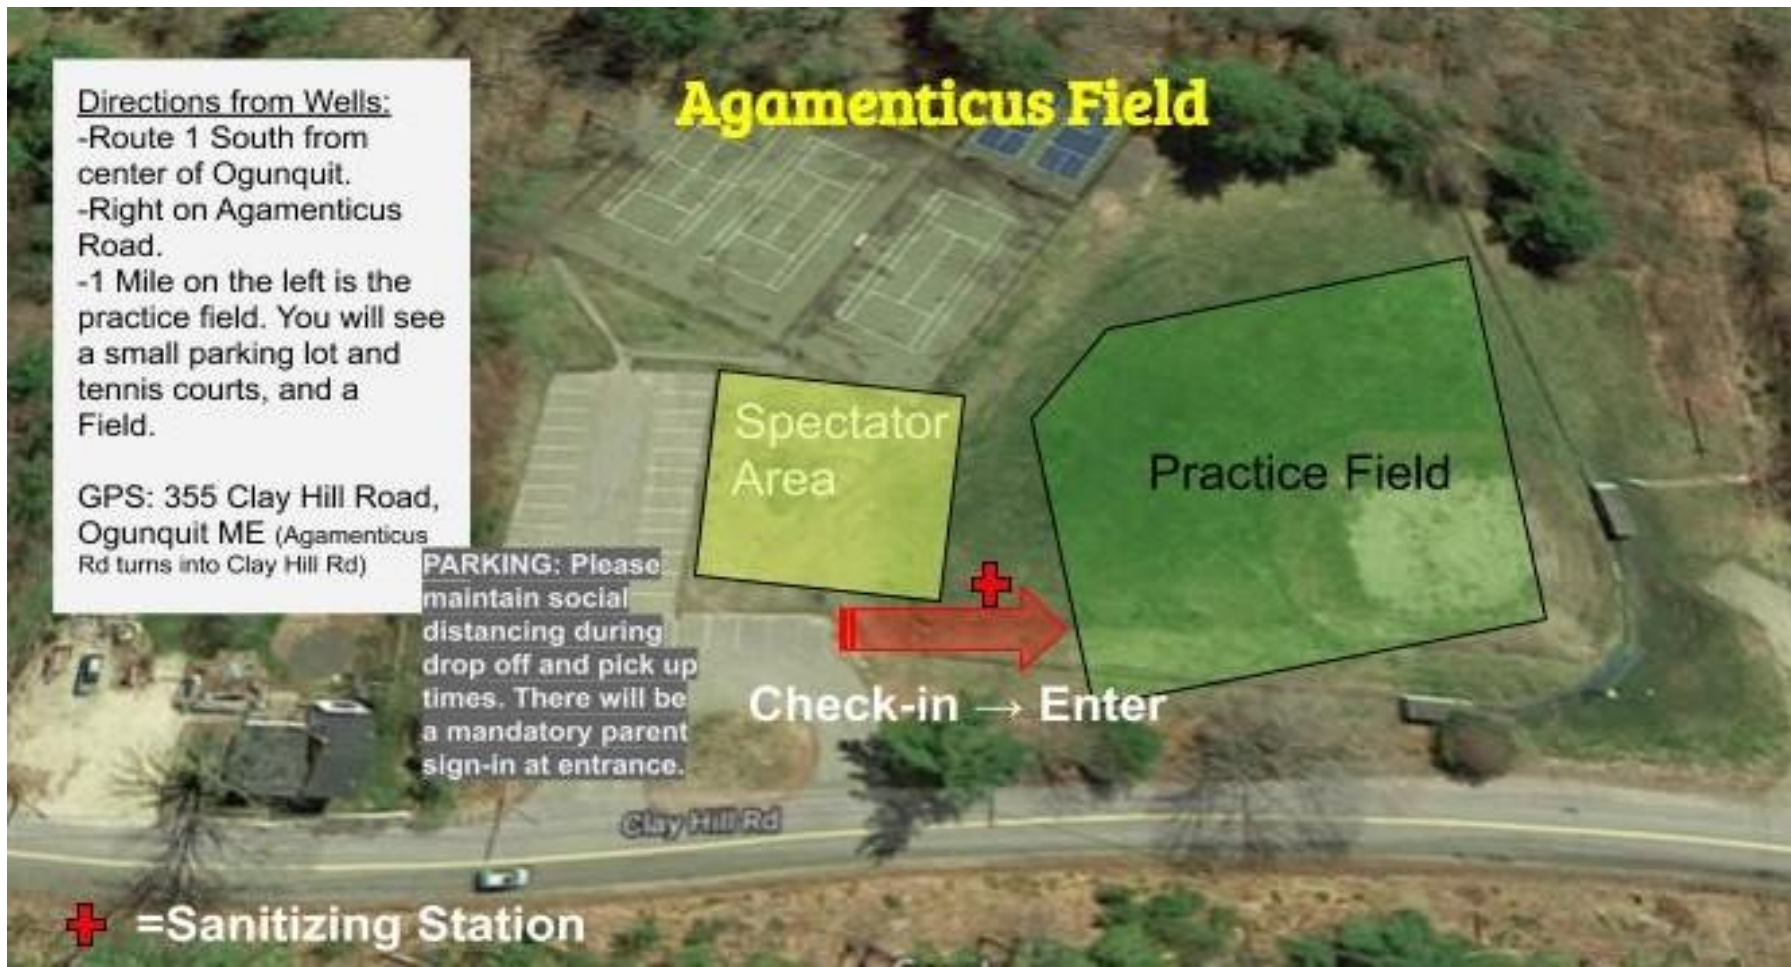 Agamenticus Field
Directions from Wells:
-Route 1 South from
center of Ogunquit.
-Right on Agamenticus
Road.
-1 Mile on the left is the
practice field. You will see
a small parking lot and
tennis courts, and a
Field.
GPS: 355 Clay Hill Road,
Ogunquit ME (Agamenticus
Rd turns into Clay Hill Rd)
Spectator
Area
Practice Field
PARKING: Please
maintain social
distancing during
drop off and pick up
times. There will be
a mandatory parent
sign-in at entrance.
Check-in → Enter
Clay Hill Rd
=Sanitizing Station